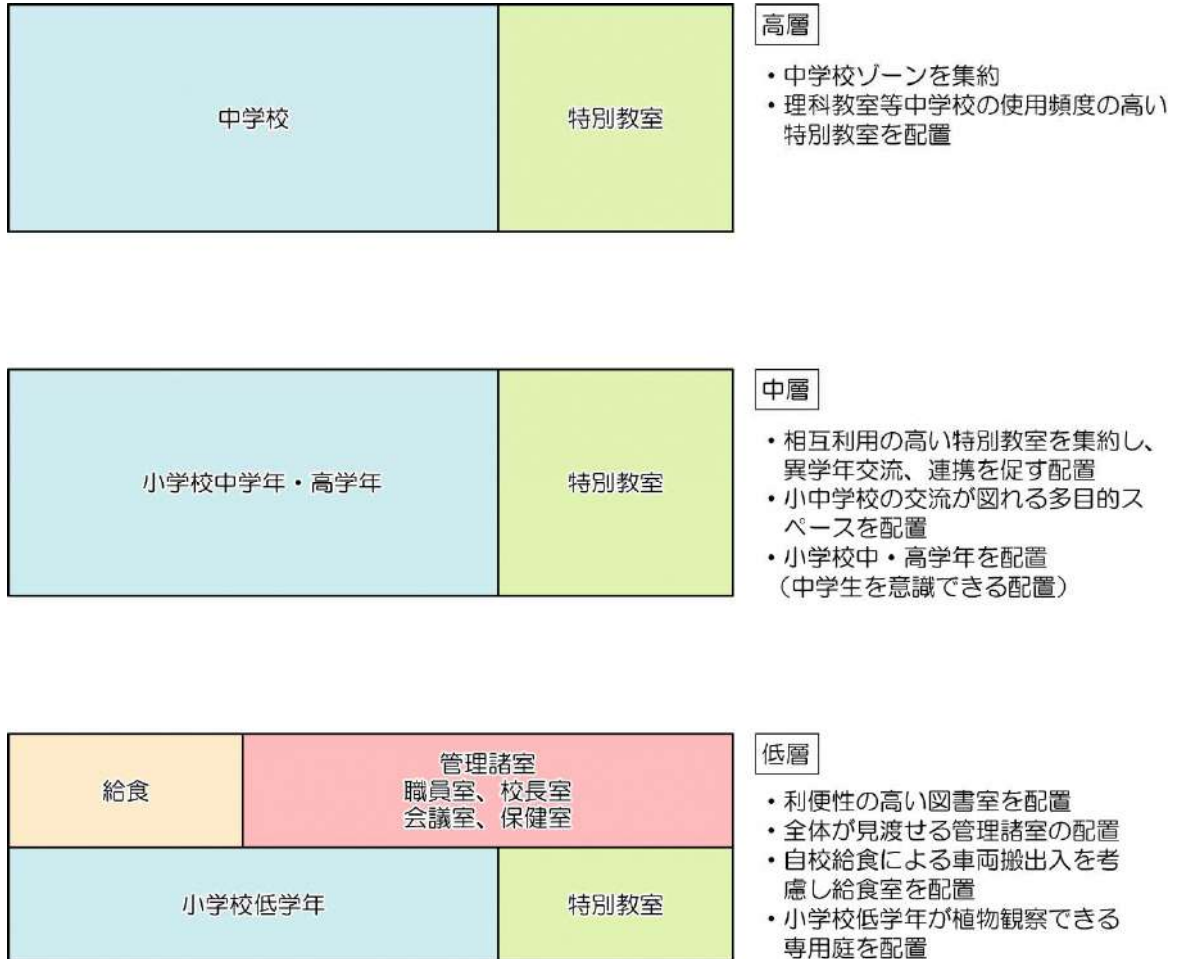 中学校
特別教室
高層
・中学校ゾーンを集約
・理科教室等中学校の使用頻度の高い
特別教室を配置
小学校中学年・高学年
特別教室
中層
・相互利用の高い特別教室を集約し、
異学年交流、連携を促す配置
・小中学校の交流が図れる多目的ス
ペースを配置
・小学校中・高学年を配置
（中学生を意識できる配置）
給食
管理諸室
職員室、校長室
会議室、保健室
小学校低学年
特別教室
低層
・利便性の高い図書室を配置
・全体が見渡せる管理諸室の配置
・自校給食による車両搬出入を考
慮し給食室を配置
・小学校低学年が植物観察できる
専用庭を配置